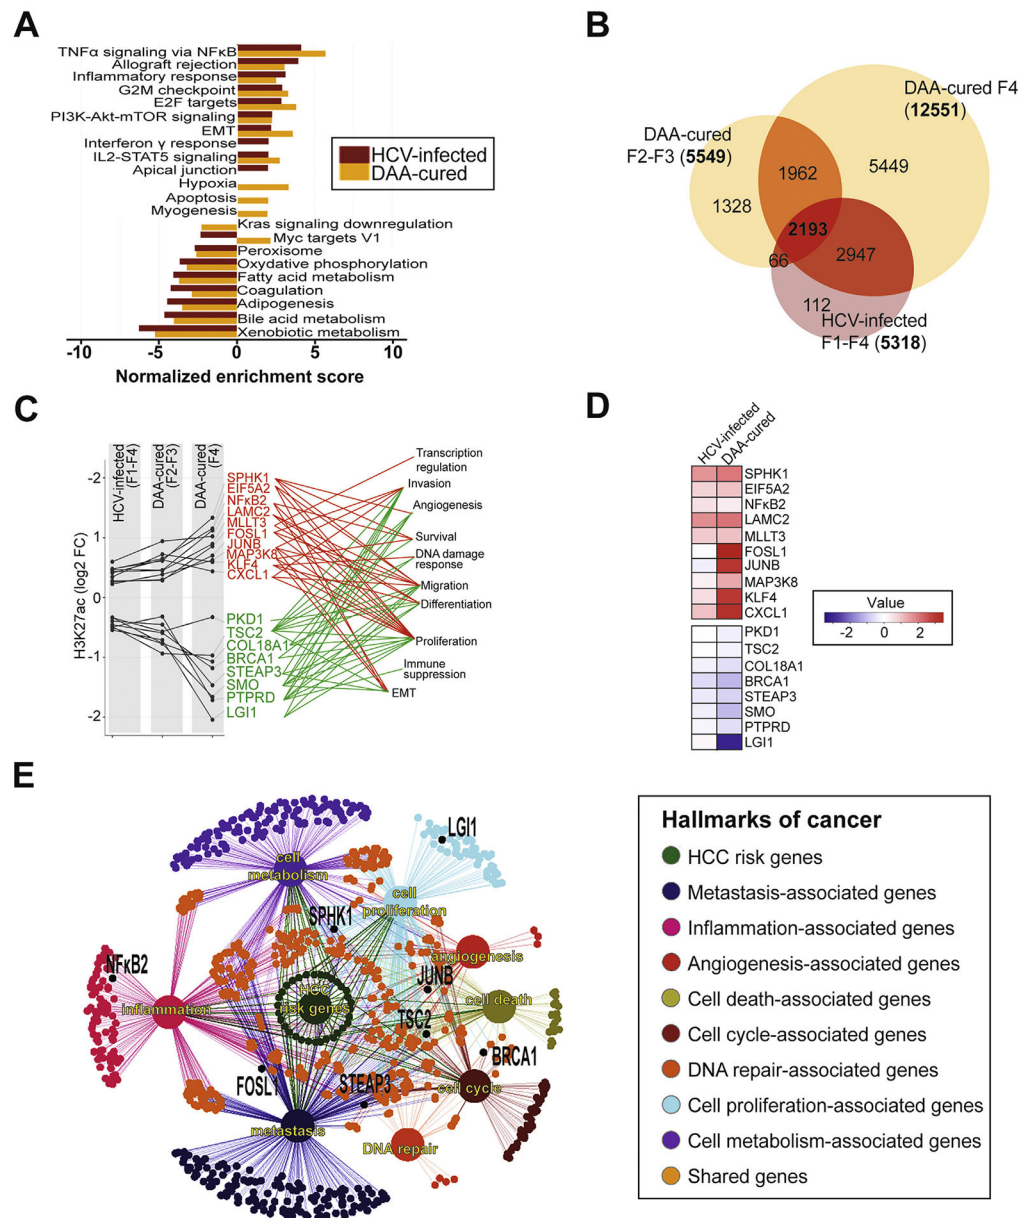 A
TNFα signaling via NFκB
Allograft rejection
Inflammatory response
G2M checkpoint
E2F targets
PI3K-Akt-mTOR signaling
EMT
Interferon γ response
IL2-STAT5 signaling
Apical junction
Hypoxia
Apoptosis
Myogenesis
Kras signaling downregulation
Myc targets V1
Peroxisome
Oxydative phosphorylation
Fatty acid metabolism
Coagulation
Adipogenesis
Bile acid metabolism
Xenobiotic metabolism
HCV-infected
DAA-cured
-10 -5 0 5 10
Normalized enrichment score
B
DAA-cured F4
(12551)
DAA-cured
F2-F3 (5549)
1962
5449
1328
2193
66
2947
112
HCV-infected
F1-F4 (5318)
C
HCV-infected
(F1-F4)
DAA-cured
(F2-F3)
DAA-cured
(F4)
H3K27ac (log2 FC)
-2
1
0
-1
-2
SPHK1
EIF5A2
NFκB2
LAMC2
MLLT3
FOSL1
JUNB
MAP3K8
KLF4
CXCL1
PKD1
TSC2
COL18A1
BRCA1
STEAP3
SMO
PTPRD
LGI1
Transcription
regulation
Invasion
Angiogenesis
Survival
DNA damage
response
Migration
Differentiation
Proliferation
Immune
suppression
EMT
D
HCV-infected
DAA-cured
SPHK1
EIF5A2
NFκB2
LAMC2
MLLT3
FOSL1
JUNB
MAP3K8
KLF4
CXCL1
PKD1
TSC2
COL18A1
BRCA1
STEAP3
SMO
PTPRD
LGI1
Value
-2 0 2
E
LGI1
cell
metabolism
cell
proliferation
SPHK1
angiogenesis
NFκB2
JUNB
HCC
risk genes
cell death
inflammation
TSC2
BRCA1
FOSL1
STEAP3
cell cycle
metastasis
DNA repair
Hallmarks of cancer
HCC risk genes
Metastasis-associated genes
Inflammation-associated genes
Angiogenesis-associated genes
Cell death-associated genes
Cell cycle-associated genes
DNA repair-associated genes
Cell proliferation-associated genes
Cell metabolism-associated genes
Shared genes